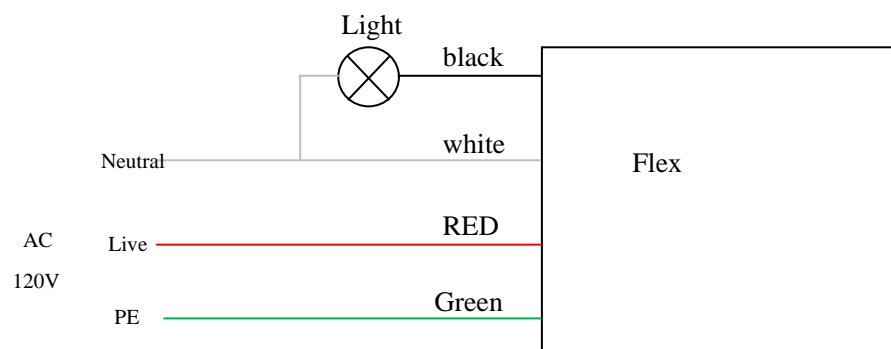 Light
black
white
Neutral
Flex
RED
AC
Live
120V
Green
PE